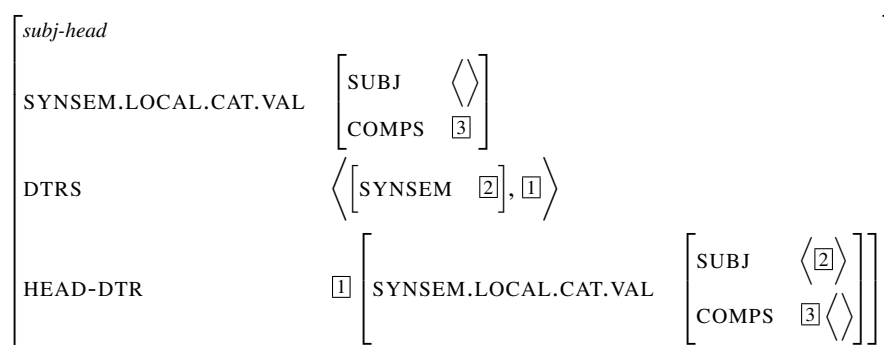 subj-head
SYNSEM.LOCAL.CAT.VAL [SUBJ ⟨⟩
COMPS 3]
DTRS ⟨[SYNSEM 2], 1⟩
HEAD-DTR 1 [SYNSEM.LOCAL.CAT.VAL [SUBJ ⟨2⟩
COMPS 3 ⟨⟩]]